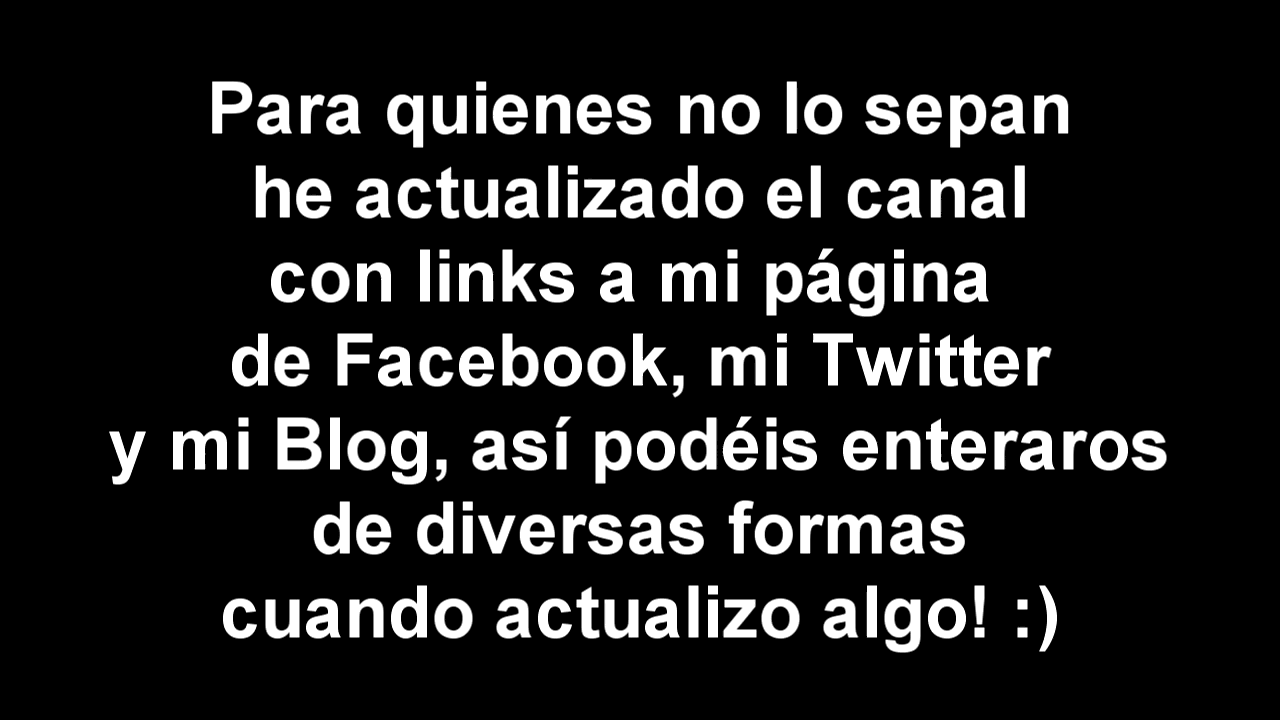 Para quienes no lo sepan
he actualizado el canal
con links a mi página
de Facebook, mi Twitter
y mi Blog, así podéis enteraros
de diversas formas
cuando actualizo algo! :)